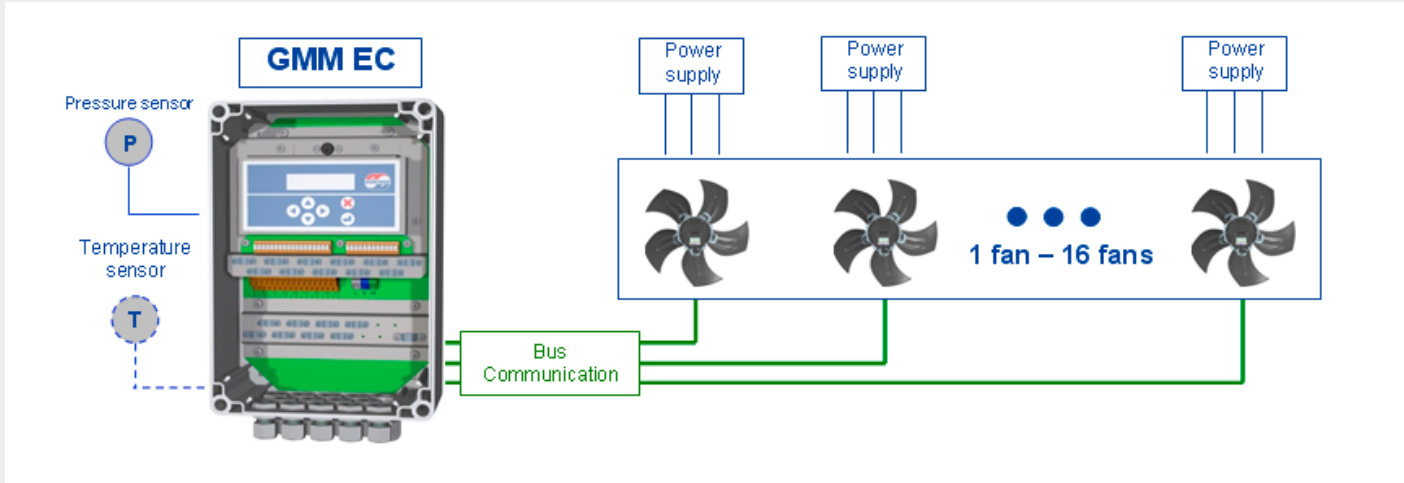 GMM EC
Pressure sensor
P
Temperature
sensor
T
Power
supply
Power
supply
Power
supply
1 fan – 16 fans
Bus
Communication